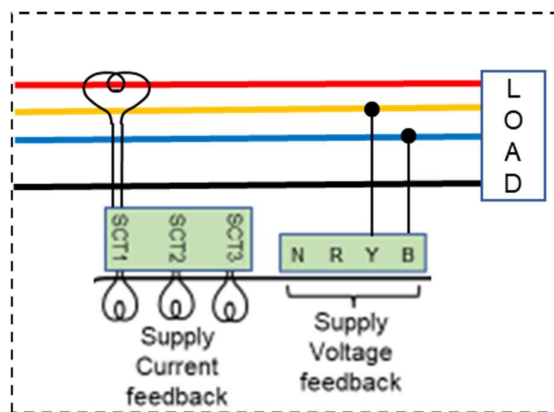 L
O
A
D
SCT1
SCT2
SCT3
N R Y B
Supply
Current
feedback
Supply
Voltage
feedback